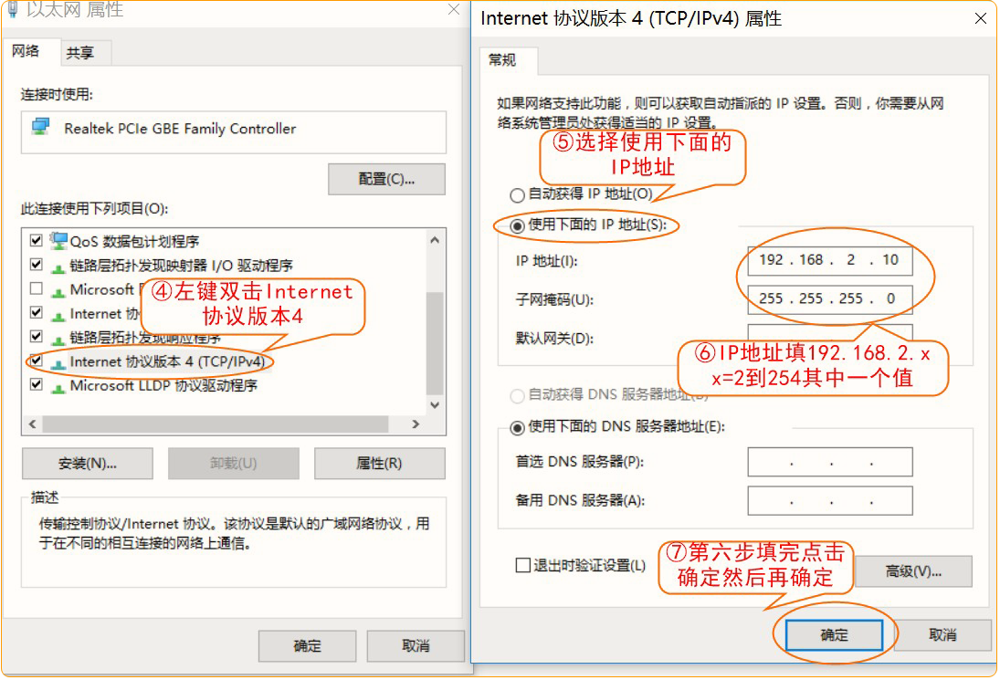 以太网 属性
网络
共享
连接时使用:
Realtek PCIe GBE Family Controller
配置(C)...
此连接使用下列项目(O):
QoS 数据包计划程序
链路层拓扑发现映射器 I/O 驱动程序
Microsoft
④左键双击Internet
协议版本4
Internet 协
链路层拓扑发现响应程序
Internet 协议版本 4 (TCP/IPv4)
Microsoft LLDP 协议驱动程序
安装(N)...
卸载(U)
属性(R)
描述
传输控制协议/Internet 协议。该协议是默认的广域网络协议，用
于在不同的相互连接的网络上通信。
确定
取消
Internet 协议版本 4 (TCP/IPv4) 属性
常规
如果网络支持此功能，则可以获取自动指派的 IP 设置。否则，你需要从网
络系统管理员处获得适当的 IP 设置。
⑤选择使用下面的
IP地址
自动获得 IP 地址(O)
使用下面的 IP 地址(S):
IP 地址(I):
192 . 168 . 2 . 10
子网掩码(U):
255 . 255 . 255 . 0
默认网关(D):
⑥IP地址填192.168.2.x
x=2到254其中一个值
自动获得 DNS 服务器地址(B)
使用下面的 DNS 服务器地址(E):
首选 DNS 服务器(P):
. . .
备用 DNS 服务器(A):
. . .
⑦第六步填完点击
确定然后再确定
退出时验证设置(L)
高级(V)...
确定
取消